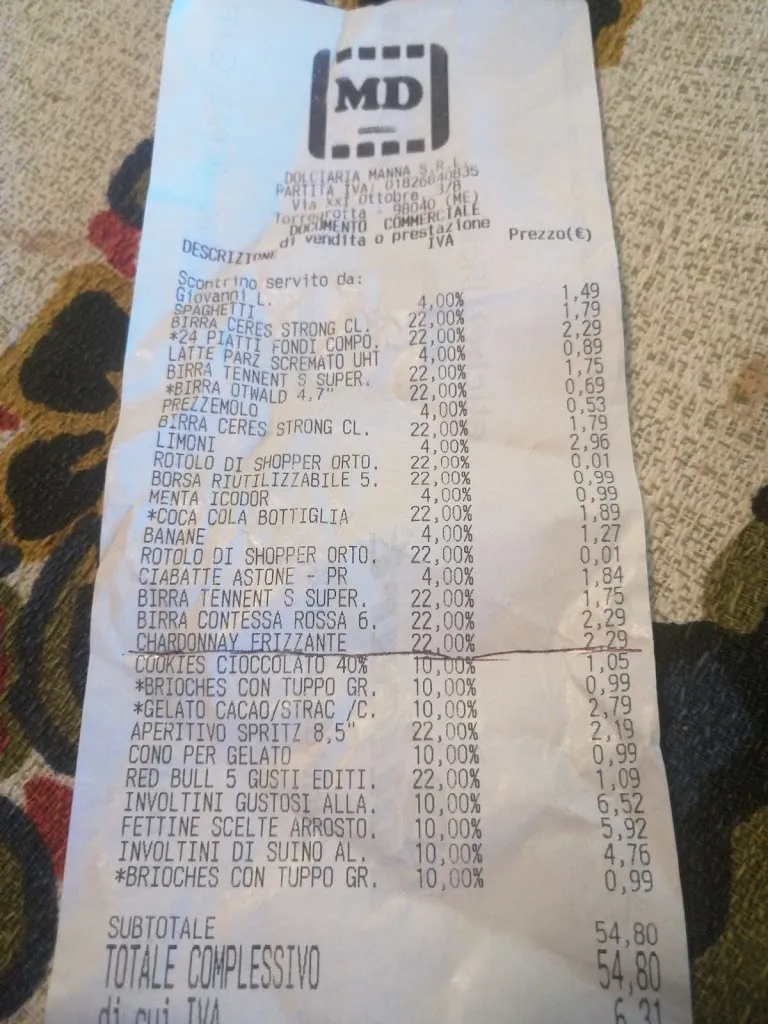 MD
DOLCIARIA MANNA S.R.L.
PARTITA IVA: 01826040835
Via XXI Ottobre, 3/B
Torregrotta - 98040 (ME)
DOCUMENTO COMMERCIALE
di vendita o prestazione
DESCRIZIONE IVA Prezzo(€)
Scontrino servito da:
Giovanni L.
SPAGHETTI 4,00% 1,49
BIRRA CERES STRONG CL. 22,00% 1,79
*24 PIATTI FONDI COMPO. 22,00% 2,29
LATTE PARZ SCREMATO UHT 4,00% 0,89
BIRRA TENNENT S SUPER. 22,00% 1,75
*BIRRA OTWALD 4.7" 22,00% 0,69
PREZZEMOLO 4,00% 0,53
BIRRA CERES STRONG CL. 22,00% 1,79
LIMONI 4,00% 2,96
ROTOLO DI SHOPPER ORTO. 22,00% 0,01
BORSA RIUTILIZZABILE 5. 22,00% 0,99
MENTA ICODOR 4,00% 0,99
*COCA COLA BOTTIGLIA 22,00% 1,89
BANANE 4,00% 1,27
ROTOLO DI SHOPPER ORTO. 22,00% 0,01
CIABATTE ASTONE - PR 4,00% 1,84
BIRRA TENNENT S SUPER. 22,00% 1,75
BIRRA CONTESSA ROSSA 6. 22,00% 2,29
CHARDONNAY FRIZZANTE 22,00% 2,29
COOKIES CIOCCOLATO 40% 10,00% 1,05
*BRIOCHES CON TUPPO GR. 10,00% 0,99
*GELATO CACAO/STRAC /C. 10,00% 2,79
APERITIVO SPRITZ 8,5" 22,00% 2,19
CONO PER GELATO 10,00% 0,99
RED BULL 5 GUSTI EDITI. 22,00% 1,09
INVOLTINI GUSTOSI ALLA. 10,00% 6,52
FETTINE SCELTE ARROSTO. 10,00% 5,92
INVOLTINI DI SUINO AL. 10,00% 4,76
*BRIOCHES CON TUPPO GR. 10,00% 0,99
SUBTOTALE 54,80
TOTALE COMPLESSIVO 54,80
di cui IVA 6,31